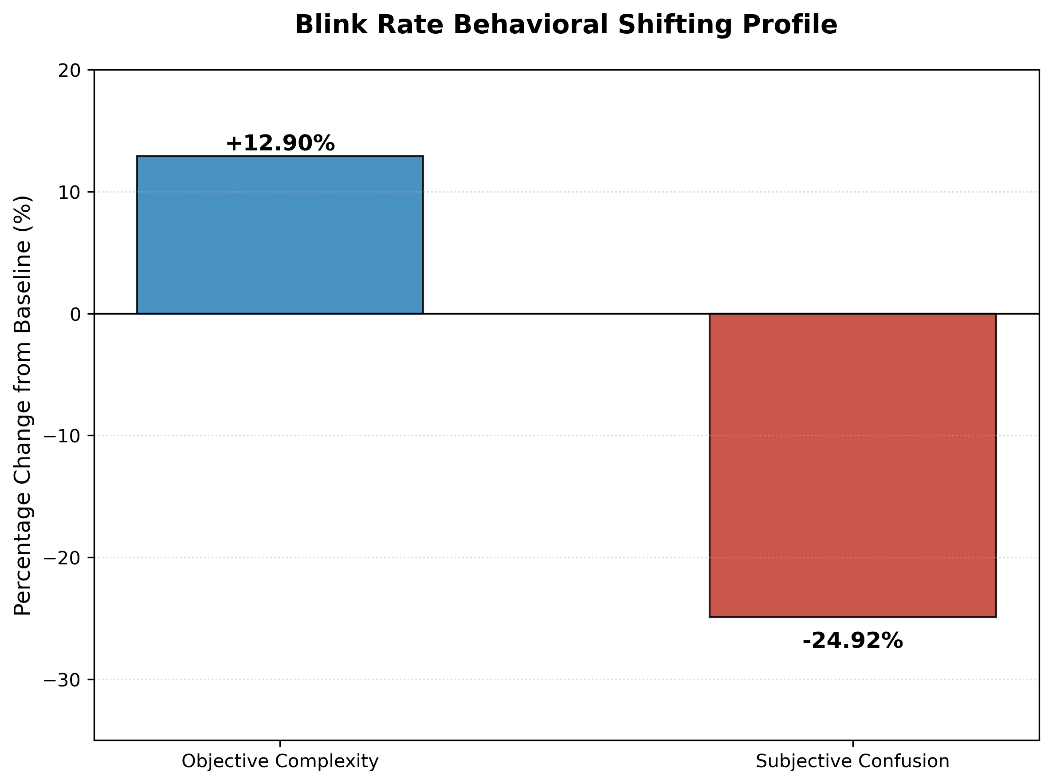 Blink Rate Behavioral Shifting Profile
Percentage Change from Baseline (%)
20
10
0
−10
−20
−30
+12.90%
-24.92%
Objective Complexity
Subjective Confusion